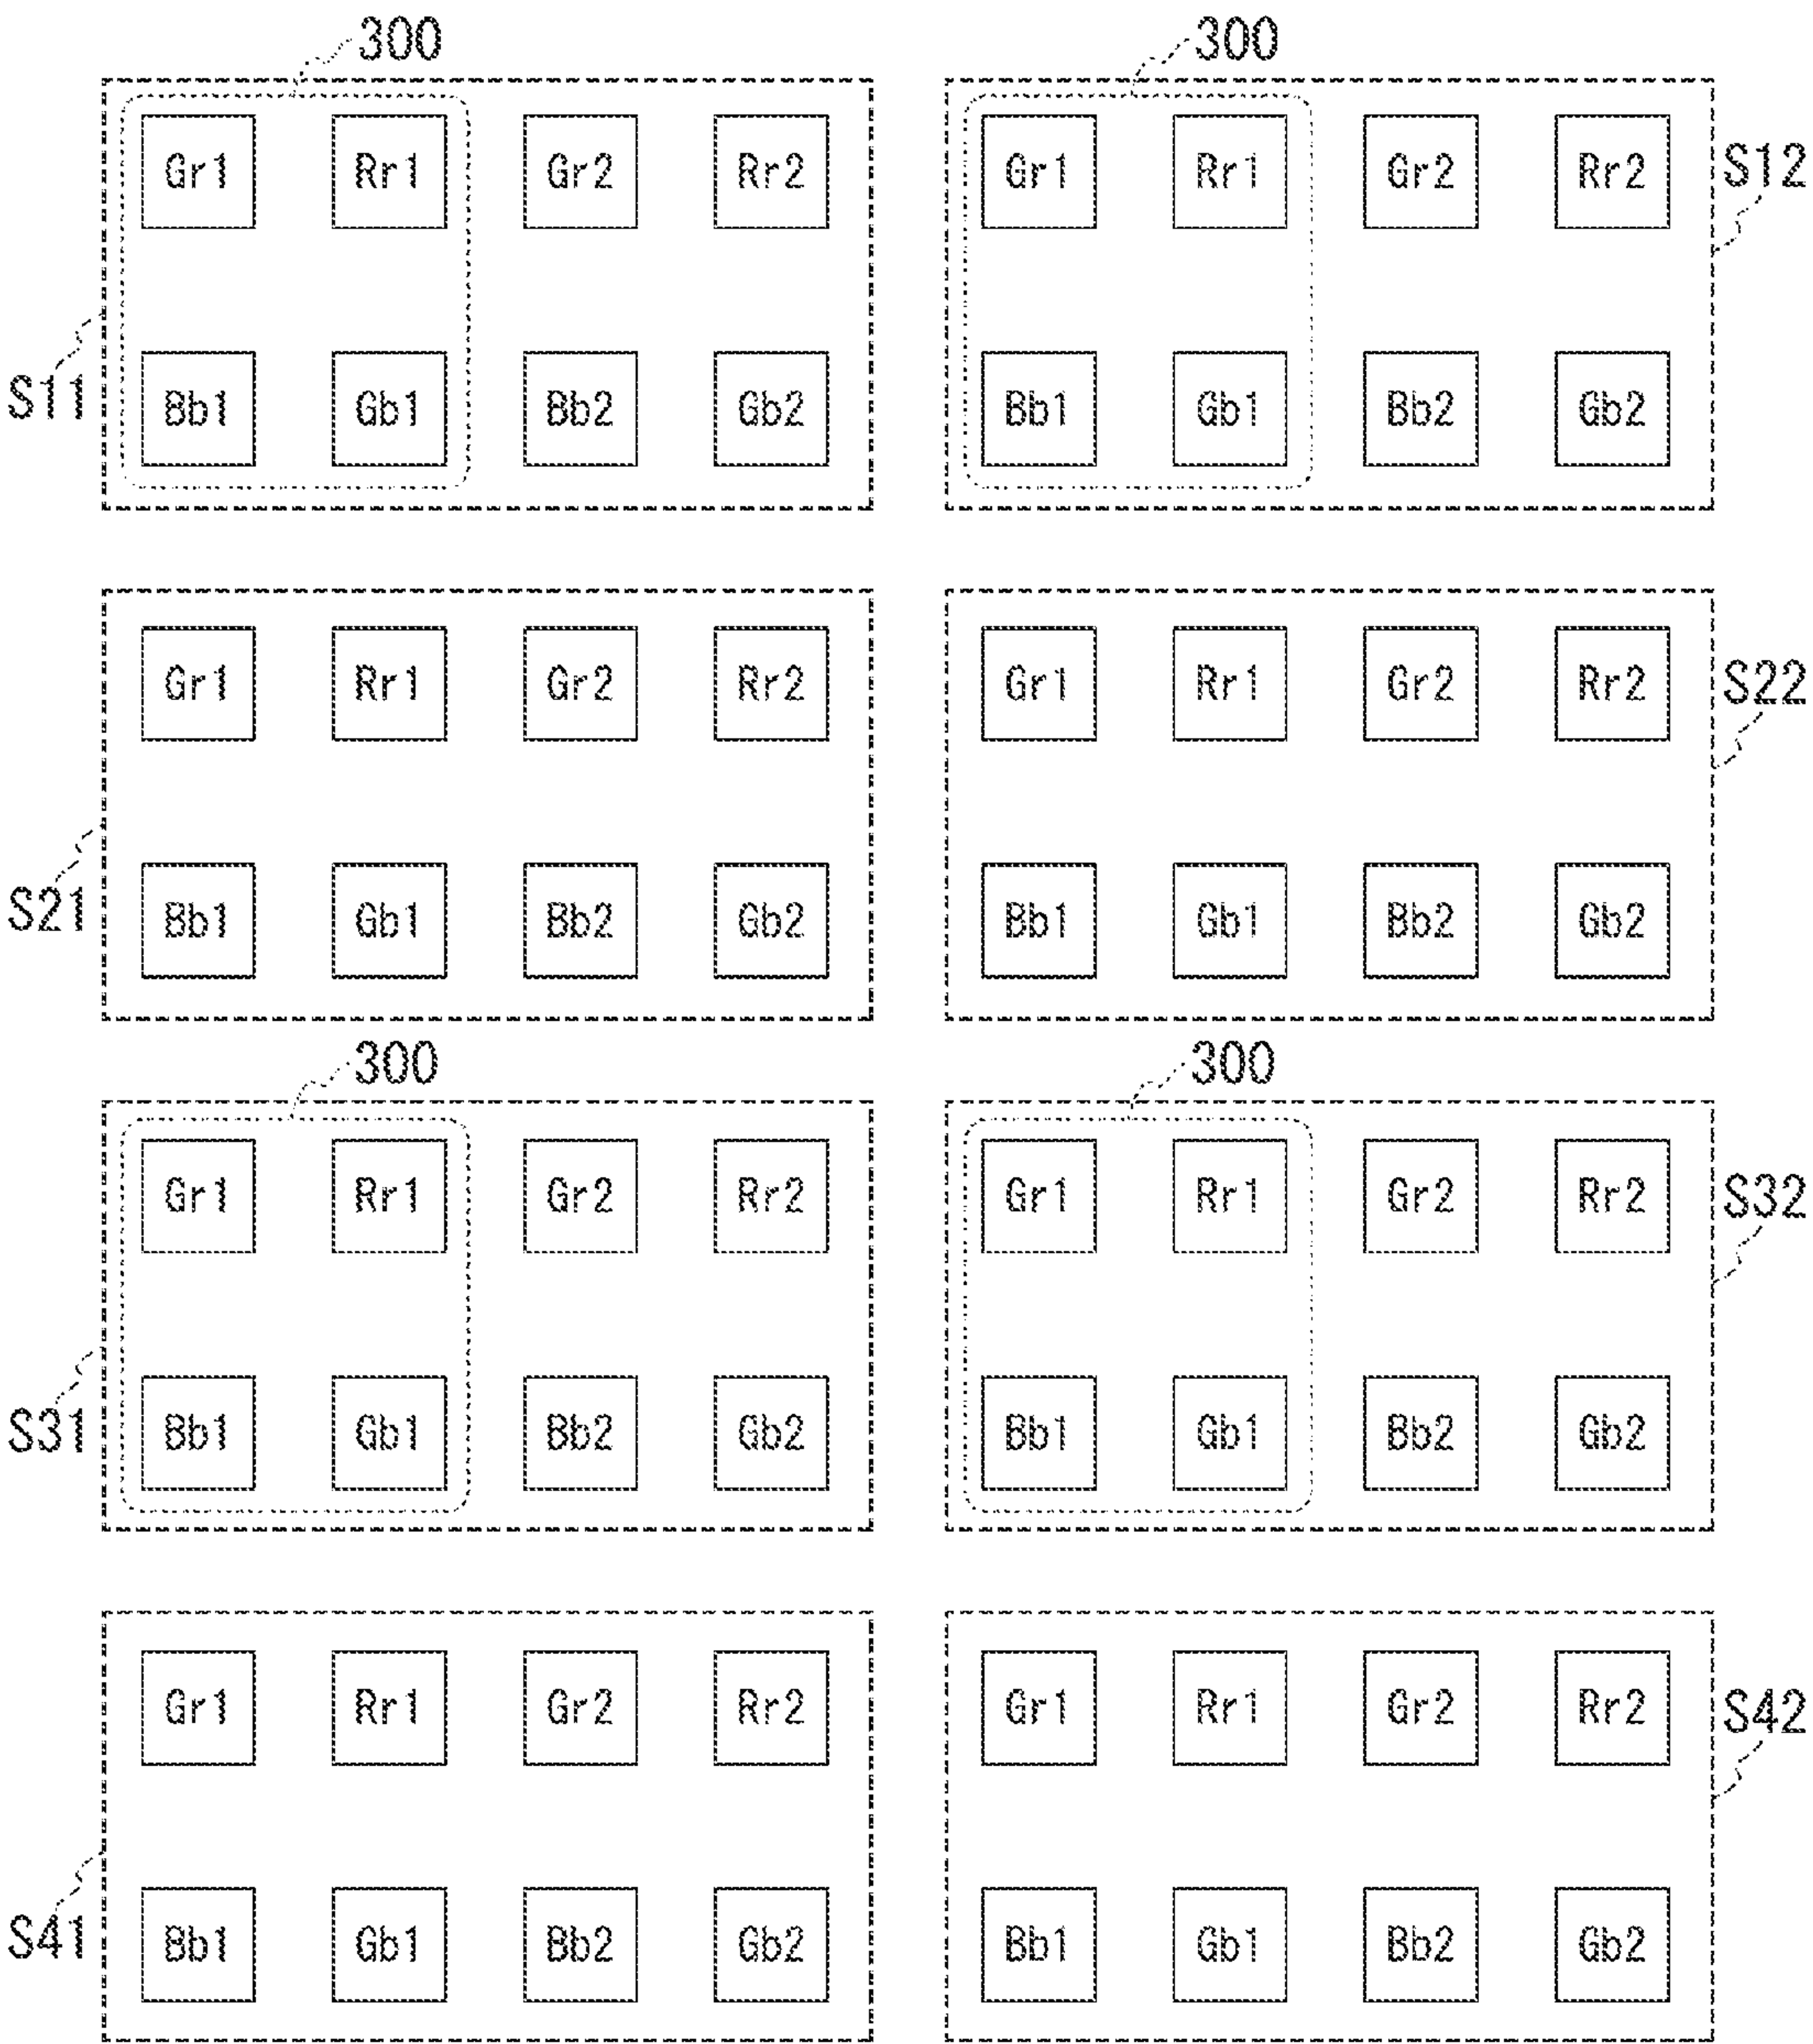 300 300
Gr1 Rr1 Gr2 Rr2 Gr1 Rr1 Gr2 Rr2 S12
S11 Bb1 Gb1 Bb2 Gb2 Bb1 Gb1 Bb2 Gb2
Gr1 Rr1 Gr2 Rr2 Gr1 Rr1 Gr2 Rr2 S22
S21 Bb1 Gb1 Bb2 Gb2 Bb1 Gb1 Bb2 Gb2
300 300
Gr1 Rr1 Gr2 Rr2 Gr1 Rr1 Gr2 Rr2 S32
S31 Bb1 Gb1 Bb2 Gb2 Bb1 Gb1 Bb2 Gb2
Gr1 Rr1 Gr2 Rr2 Gr1 Rr1 Gr2 Rr2 S42
S41 Bb1 Gb1 Bb2 Gb2 Bb1 Gb1 Bb2 Gb2